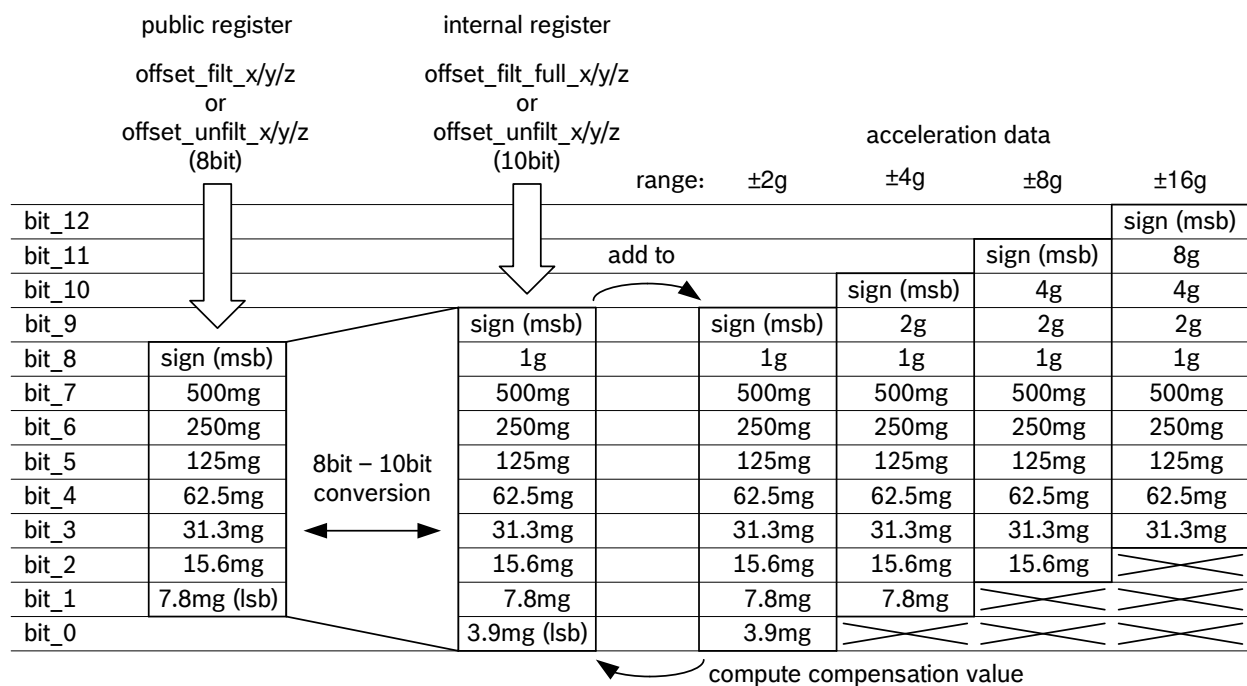 public register internal register
offset_filt_x/y/z offset_filt_full_x/y/z
or or
offset_unfilt_x/y/z offset_unfilt_x/y/z
(8bit) (10bit) acceleration data
range: ±2g ±4g ±8g ±16g
bit_12 sign (msb)
bit_11 add to sign (msb) 8g
bit_10 sign (msb) 4g 4g
bit_9 sign (msb) sign (msb) 2g 2g 2g
bit_8 sign (msb) 1g 1g 1g 1g 1g
bit_7 500mg 500mg 500mg 500mg 500mg 500mg
bit_6 250mg 250mg 250mg 250mg 250mg 250mg
bit_5 125mg 8bit – 10bit 125mg 125mg 125mg 125mg 125mg
bit_4 62.5mg conversion 62.5mg 62.5mg 62.5mg 62.5mg 62.5mg
bit_3 31.3mg 31.3mg 31.3mg 31.3mg 31.3mg 31.3mg
bit_2 15.6mg 15.6mg 15.6mg 15.6mg 15.6mg
bit_1 7.8mg (lsb) 7.8mg 7.8mg 7.8mg
bit_0 3.9mg (lsb) 3.9mg
compute compensation value